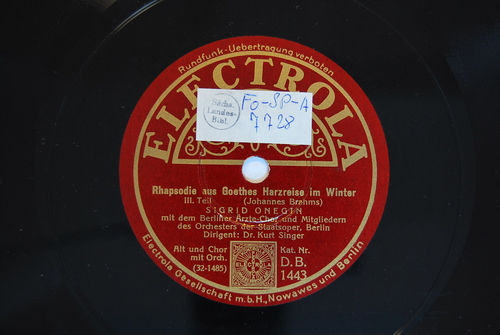 Rundfunk-Uebertragung verboten
ELECTROLA
Sächs.
Landes-
Bibl.
FO-SP-A
7728
Rhapsodie aus Goethes Harzreise im Winter
III. Teil (Johannes Brahms)
SIGRID ONEGIN
mit dem Berliner Ärzte-Chor und Mitgliedern
des Orchesters der Staatsoper, Berlin
Dirigent: Dr. Kurt Singer
Alt und Chor
mit Orch.
(32-1485)
ELECTROLA
Kat. Nr.
D.B.
1443
Electrola Gesellschaft m.b.H., Nowawes und Berlin